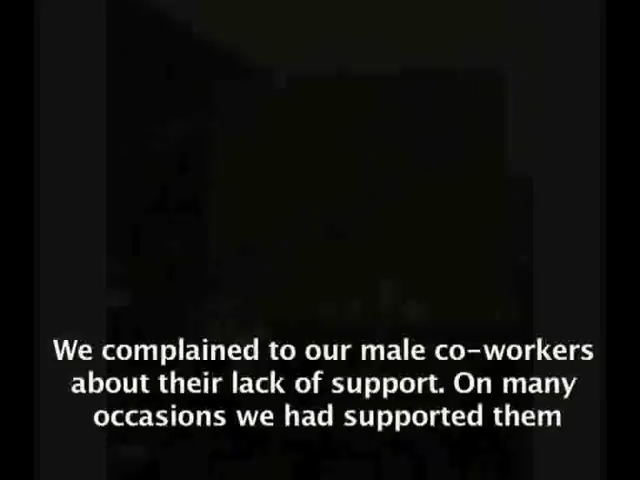 We complained to our male co-workers
about their lack of support. On many
occasions we had supported them